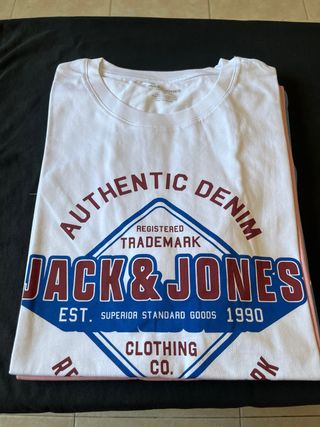 AUTHENTIC DENIM
REGISTERED
TRADEMARK
JACK & JONES
EST. SUPERIOR STANDARD GOODS 1990
CLOTHING
CO.